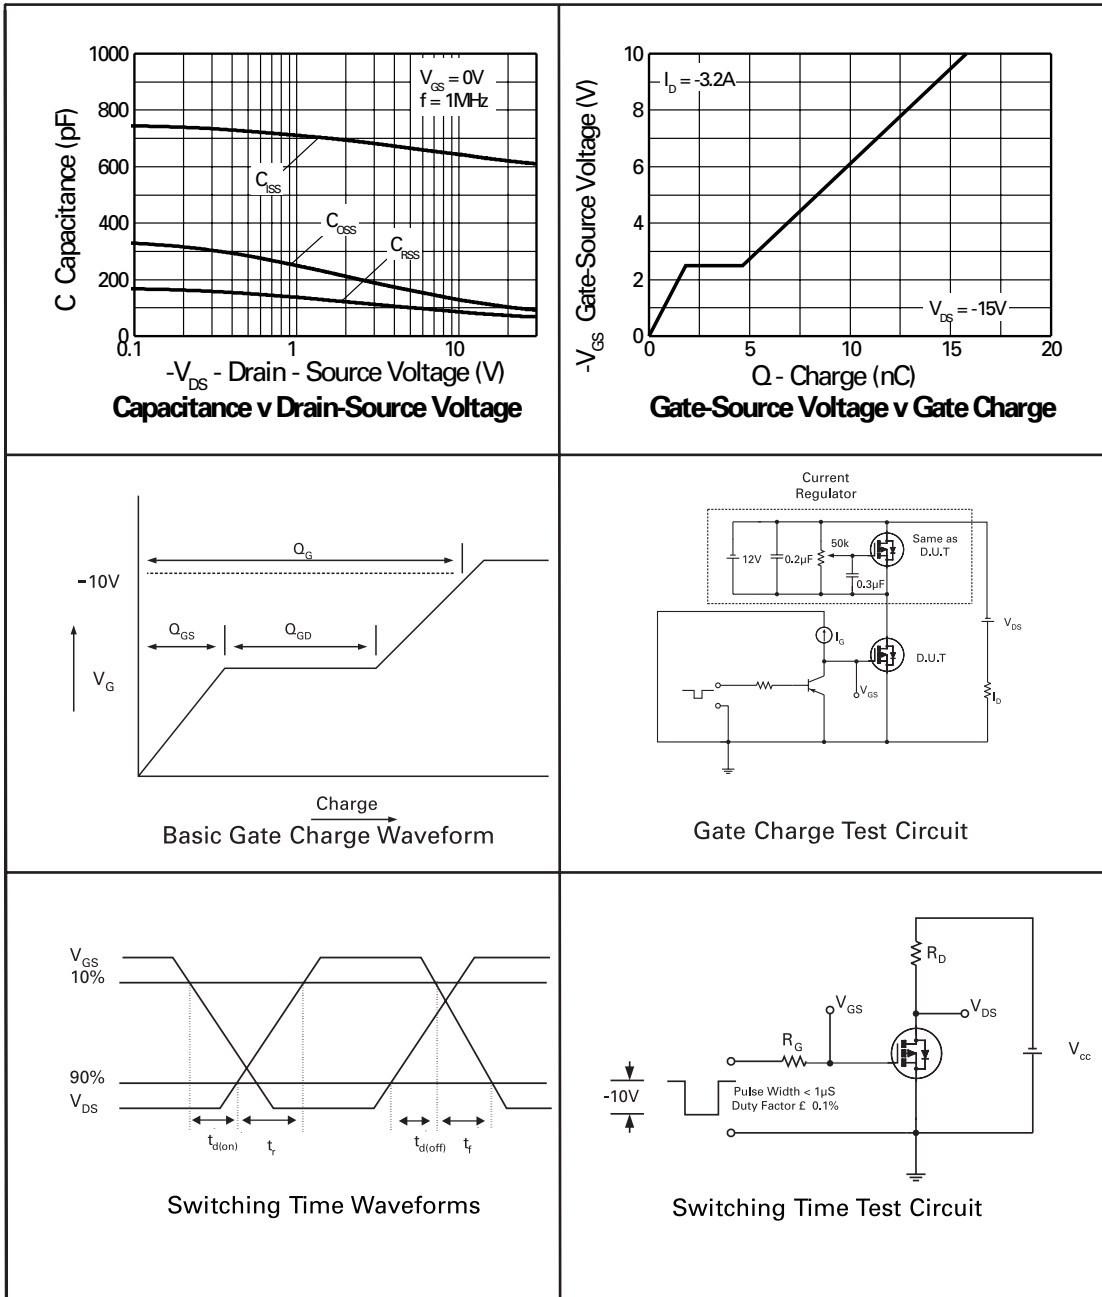 1000
800
600
400
200
0
0.1
1
10
C Capacitance (pF)
VGS = 0V
f = 1MHz
CISS
COSS
CRSS
-VDS - Drain - Source Voltage (V)
Capacitance v Drain-Source Voltage
10
8
6
4
2
0
0
5
10
15
20
-VGS Gate-Source Voltage (V)
ID = -3.2A
VDS = -15V
Q - Charge (nC)
Gate-Source Voltage v Gate Charge
QG
-10V
QGS
QGD
VG
Charge
Basic Gate Charge Waveform
Current
Regulator
12V
0.2µF
50k
0.3µF
Same as
D.U.T
IG
D.U.T
VGS
VDS
ID
Gate Charge Test Circuit
VGS
10%
90%
VDS
td(on)
tr
td(off)
tf
Switching Time Waveforms
RD
VGS
VDS
RG
Vcc
-10V
Pulse Width < 1µS
Duty Factor £ 0.1%
Switching Time Test Circuit